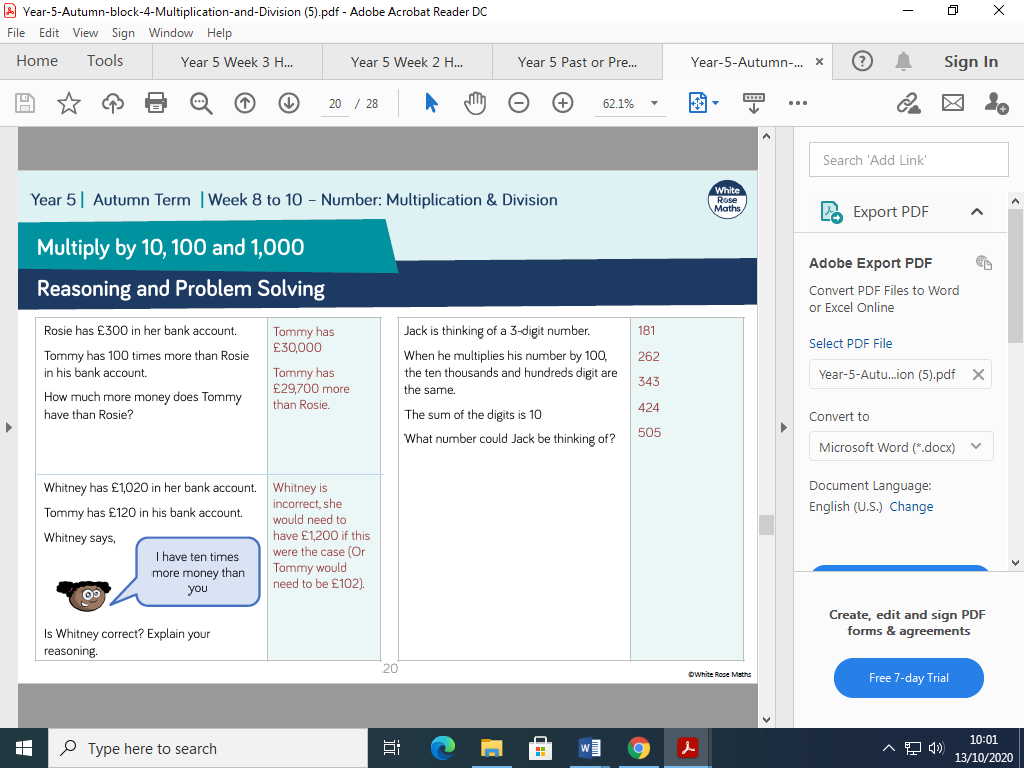 Year-5-Autumn-block-4-Multiplication-and-Division (5).pdf - Adobe Acrobat Reader DC
File Edit View Sign Window Help
Home Tools Year 5 Week 3 H... Year 5 Week 2 H... Year 5 Past or Pre... Year-5-Autumn-... × ? Sign In
20 / 28 62.1%
Search 'Add Link'
Export PDF
Adobe Export PDF
Convert PDF Files to Word
or Excel Online
Select PDF File
Year-5-Autu...ion (5).pdf
Convert to
Microsoft Word (*.docx)
Document Language:
English (U.S.) Change
Create, edit and sign PDF
forms & agreements
Free 7-day Trial
Year 5 | Autumn Term | Week 8 to 10 – Number: Multiplication & Division
White
Rose
Maths
Multiply by 10, 100 and 1,000
Reasoning and Problem Solving
Rosie has £300 in her bank account.
Tommy has 100 times more than Rosie
in his bank account.
How much more money does Tommy
have than Rosie?
Tommy has
£30,000
Tommy has
£29,700 more
than Rosie.
Whitney has £1,020 in her bank account.
Tommy has £120 in his bank account.
Whitney says,
I have ten times
more money than
you
Is Whitney correct? Explain your
reasoning.
Whitney is
incorrect, she
would need to
have £1,200 if this
were the case (Or
Tommy would
need to be £102).
Jack is thinking of a 3-digit number.
When he multiplies his number by 100,
the ten thousands and hundreds digit are
the same.
The sum of the digits is 10
What number could Jack be thinking of?
181
262
343
424
505
20
©White Rose Maths
Type here to search
10:01
13/10/2020